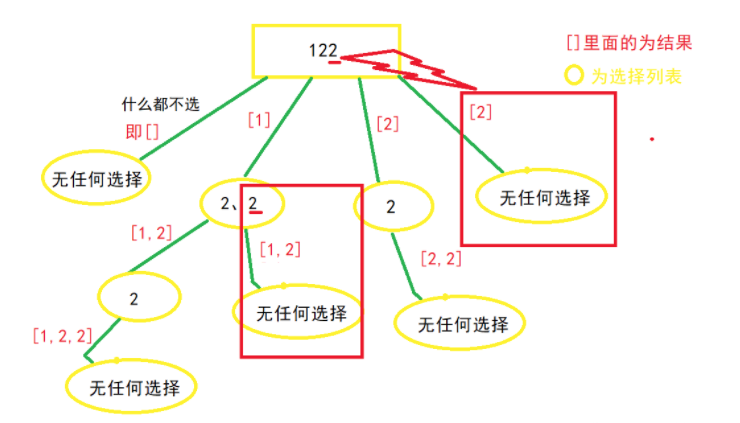 122
[]里面的为结果
为选择列表
什么都不选
即[]
[1]
[2]
[2]
无任何选择
2、2
2
无任何选择
[1,2]
[1,2]
[2,2]
2
无任何选择
无任何选择
[1,2,2]
无任何选择